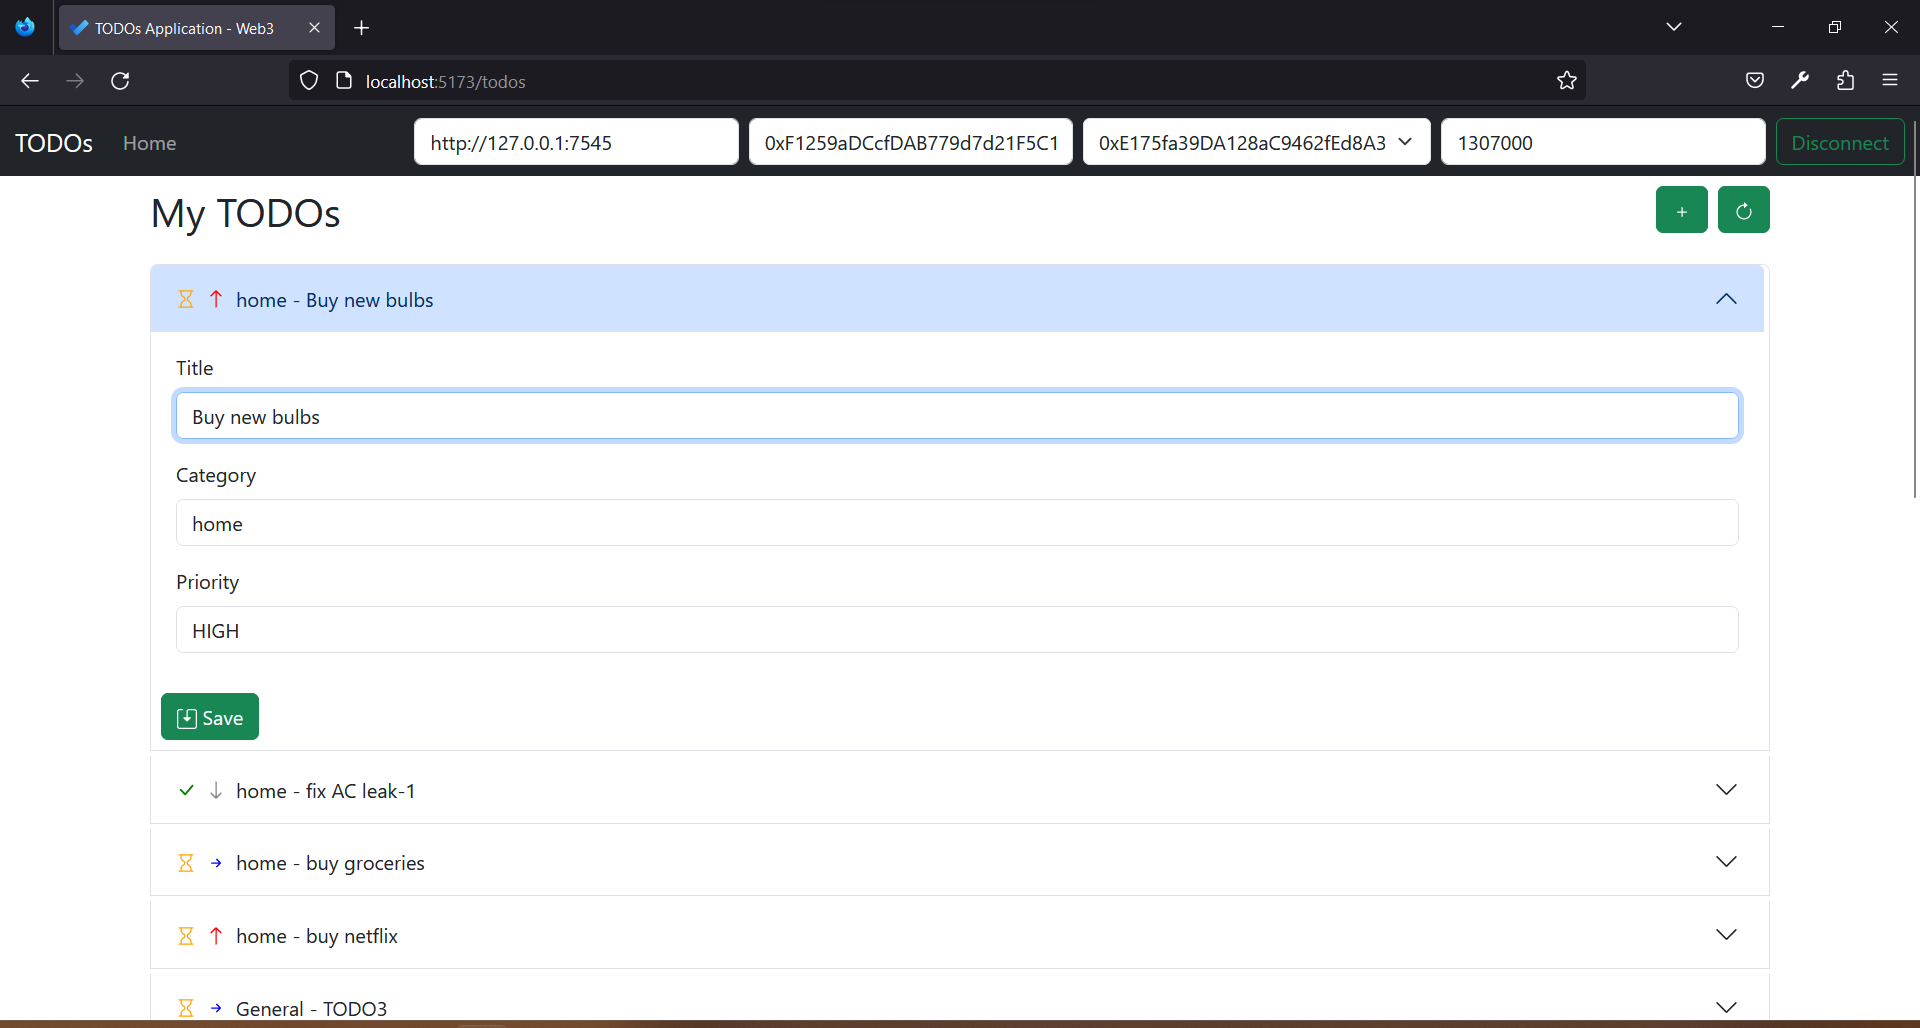 TODOs Application - Web3
localhost:5173/todos
TODOs Home http://127.0.0.1:7545 0xF1259aDCcfDAB779d7d21F5C1 0xE175fa39DA128aC9462fEd8A3 1307000 Disconnect
My TODOs
+
home - Buy new bulbs
Title
Buy new bulbs
Category
home
Priority
HIGH
Save
home - fix AC leak-1
home - buy groceries
home - buy netflix
General - TODO3